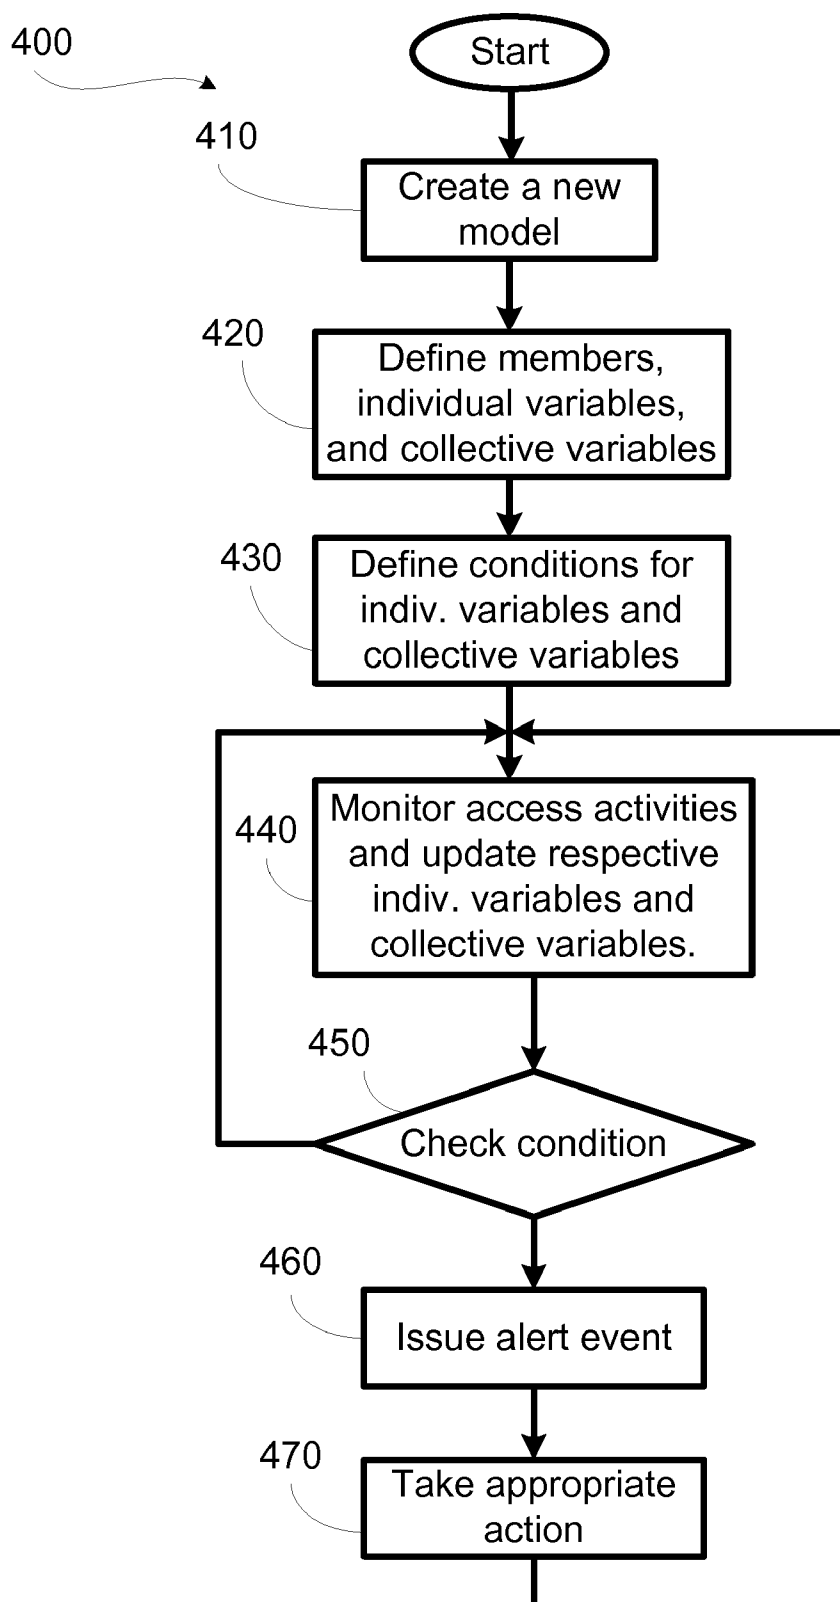 400
Start
410
Create a new
model
420
Define members,
individual variables,
and collective variables
430
Define conditions for
indiv. variables and
collective variables
440
Monitor access activities
and update respective
indiv. variables and
collective variables.
450
Check condition
460
Issue alert event
470
Take appropriate
action